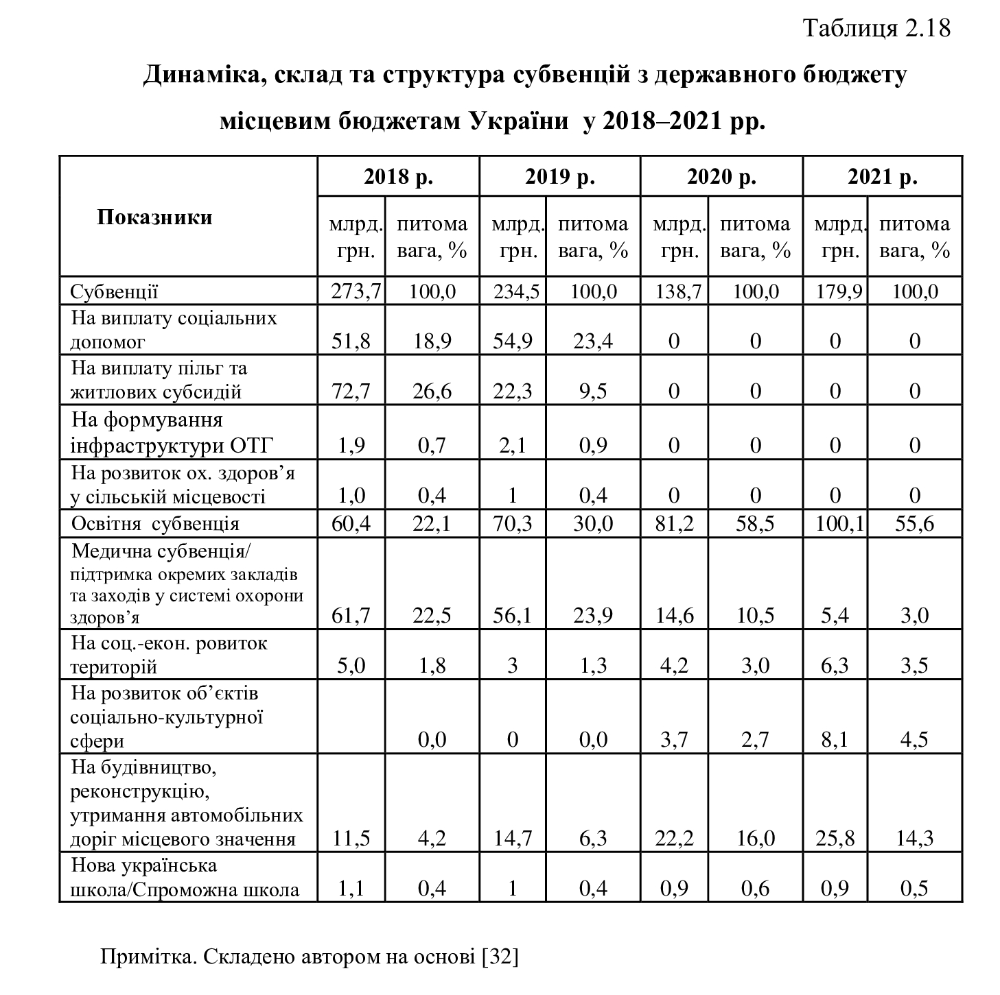 Таблиця 2.18
Динаміка, склад та структура субвенцій з державного бюджету
місцевим бюджетам України у 2018–2021 рр.
Показники
2018 р. 2019 р. 2020 р. 2021 р.
млрд. питома млрд. питома млрд. питома млрд. питома
грн. вага, % грн. вага, % грн. вага, % грн. вага, %
Субвенції 273,7 100,0 234,5 100,0 138,7 100,0 179,9 100,0
На виплату соціальних
допомог 51,8 18,9 54,9 23,4 0 0 0 0
На виплату пільг та
житлових субсидій 72,7 26,6 22,3 9,5 0 0 0 0
На формування
інфраструктури ОТГ 1,9 0,7 2,1 0,9 0 0 0 0
На розвиток ох. здоров’я
у сільській місцевості 1,0 0,4 1 0,4 0 0 0 0
Освітня субвенція 60,4 22,1 70,3 30,0 81,2 58,5 100,1 55,6
Медична субвенція/
підтримка окремих закладів
та заходів у системі охорони
здоров’я 61,7 22,5 56,1 23,9 14,6 10,5 5,4 3,0
На соц.-екон. ровиток
територій 5,0 1,8 3 1,3 4,2 3,0 6,3 3,5
На розвиток об’єктів
соціально-культурної
сфери 0,0 0 0,0 3,7 2,7 8,1 4,5
На будівництво,
реконструкцію,
утримання автомобільних
доріг місцевого значення 11,5 4,2 14,7 6,3 22,2 16,0 25,8 14,3
Нова українська
школа/Спроможна школа 1,1 0,4 1 0,4 0,9 0,6 0,9 0,5
Примітка. Складено автором на основі [32]